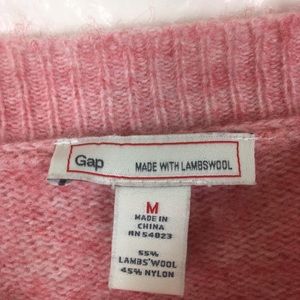 Gap MADE WITH LAMBSWOOL
M
MADE IN
CHINA
RN 54023
55%
LAMBS'WOOL
45% NYLON